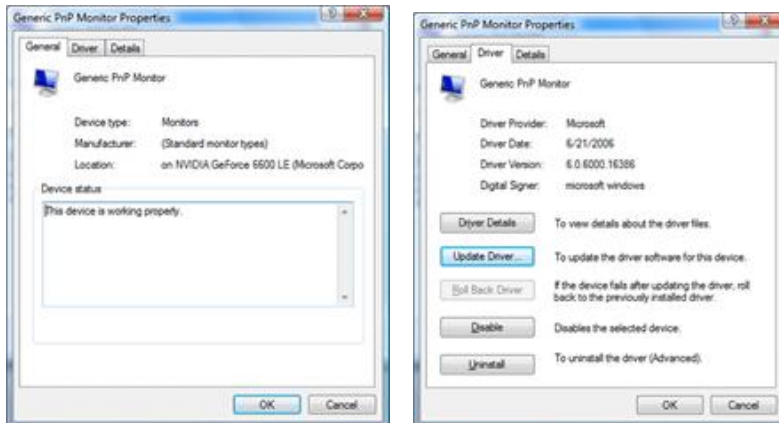 Generic PnP Monitor Properties
General Driver Details
Generic PnP Monitor
Device type: Monitors
Manufacturer: (Standard monitor types)
Location: on NVIDIA GeForce 6600 LE (Microsoft Corpo
Device status
This device is working properly.
OK Cancel
Generic PnP Monitor Properties
General Driver Details
Generic PnP Monitor
Driver Provider: Microsoft
Driver Date: 6/21/2006
Driver Version: 6.0.6000.16386
Digital Signer: microsoft windows
Driver Details To view details about the driver files.
Update Driver... To update the driver software for this device.
Roll Back Driver If the device fails after updating the driver, roll
back to the previously installed driver.
Disable Disables the selected device.
Uninstall To uninstall the driver (Advanced).
OK Cancel